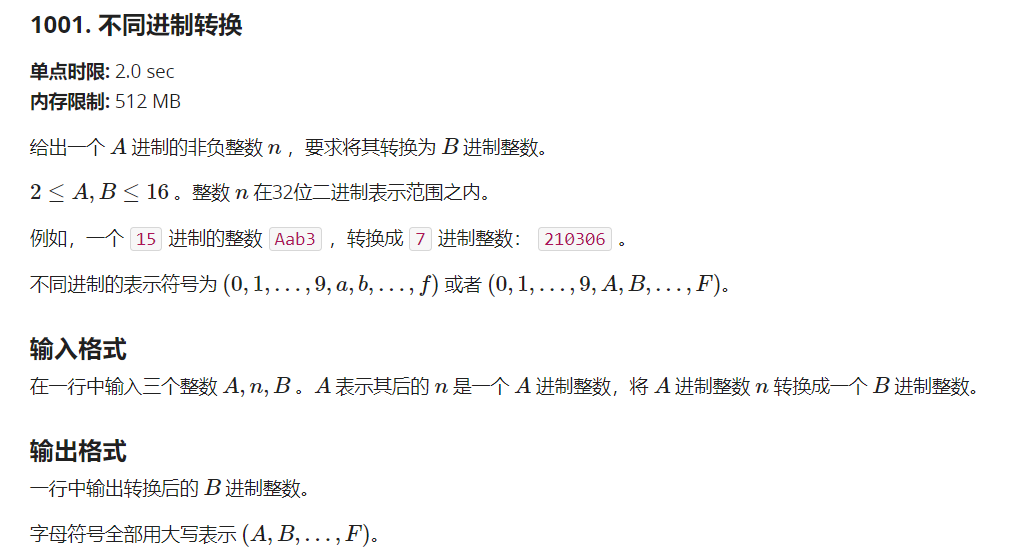 1001. 不同进制转换
单点时限: 2.0 sec
内存限制: 512 MB
给出一个 A 进制的非负整数 n ，要求将其转换为 B 进制整数。
2 ≤ A, B ≤ 16 。整数 n 在32位二进制表示范围之内。
例如，一个 15 进制的整数 Aab3 ，转换成 7 进制整数： 210306 。
不同进制的表示符号为 (0, 1, ..., 9, a, b, ..., f) 或者 (0, 1, ..., 9, A, B, ..., F)。
输入格式
在一行中输入三个整数 A, n, B 。A 表示其后的 n 是一个 A 进制整数，将 A 进制整数 n 转换成一个 B 进制整数。
输出格式
一行中输出转换后的 B 进制整数。
字母符号全部用大写表示 (A, B, ..., F)。